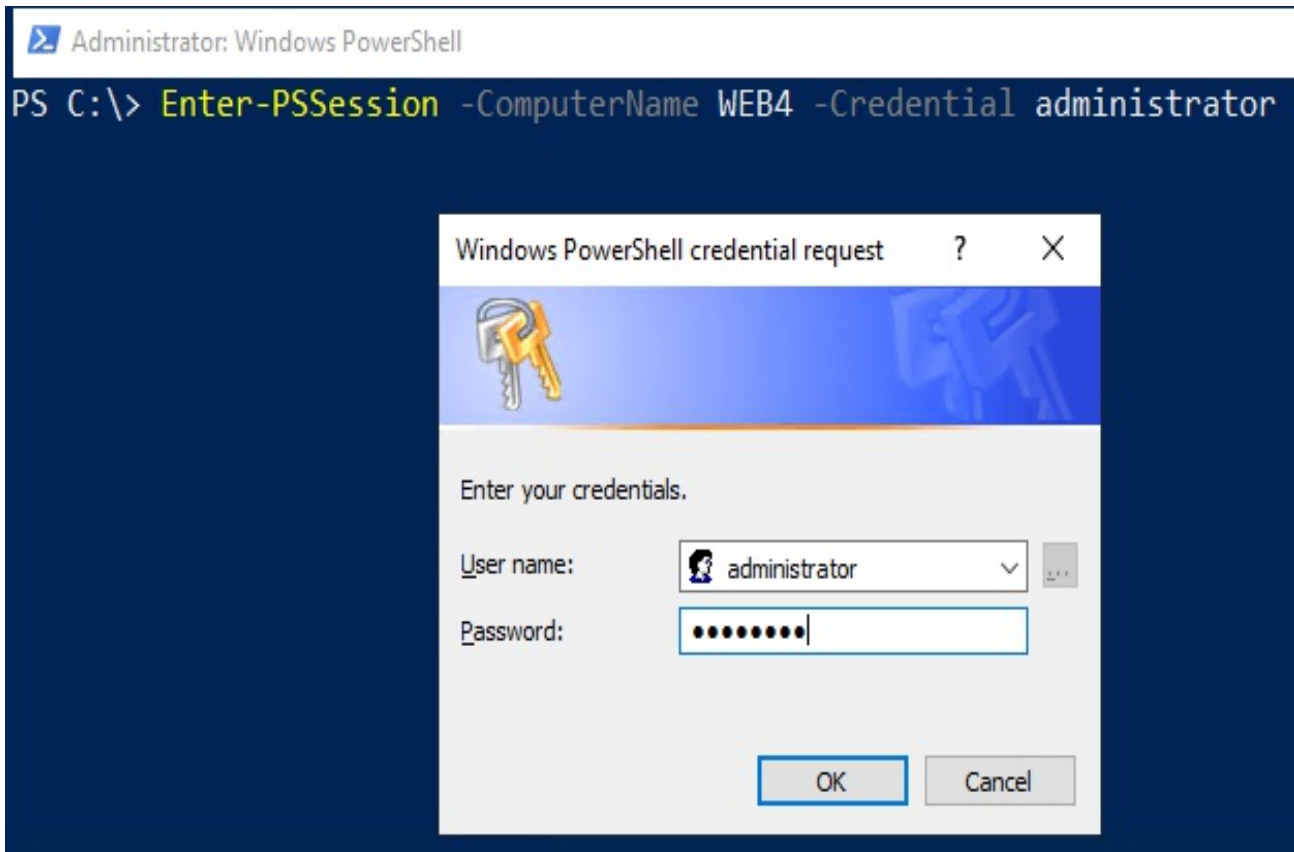 Administrator: Windows PowerShell
PS C:\> Enter-PSSession -ComputerName WEB4 -Credential administrator
Windows PowerShell credential request ?
Enter your credentials.
User name: administrator ...
Password: ••••••••
OK Cancel